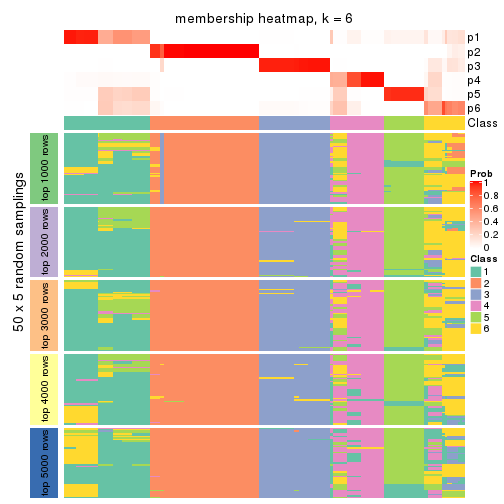 membership heatmap, k = 6
p1
p2
p3
p4
p5
p6
Class
50 x 5 random samplings
top 1000 rows
top 2000 rows
top 3000 rows
top 4000 rows
top 5000 rows
Prob
1
0.8
0.6
0.4
0.2
0
Class
1
2
3
4
5
6